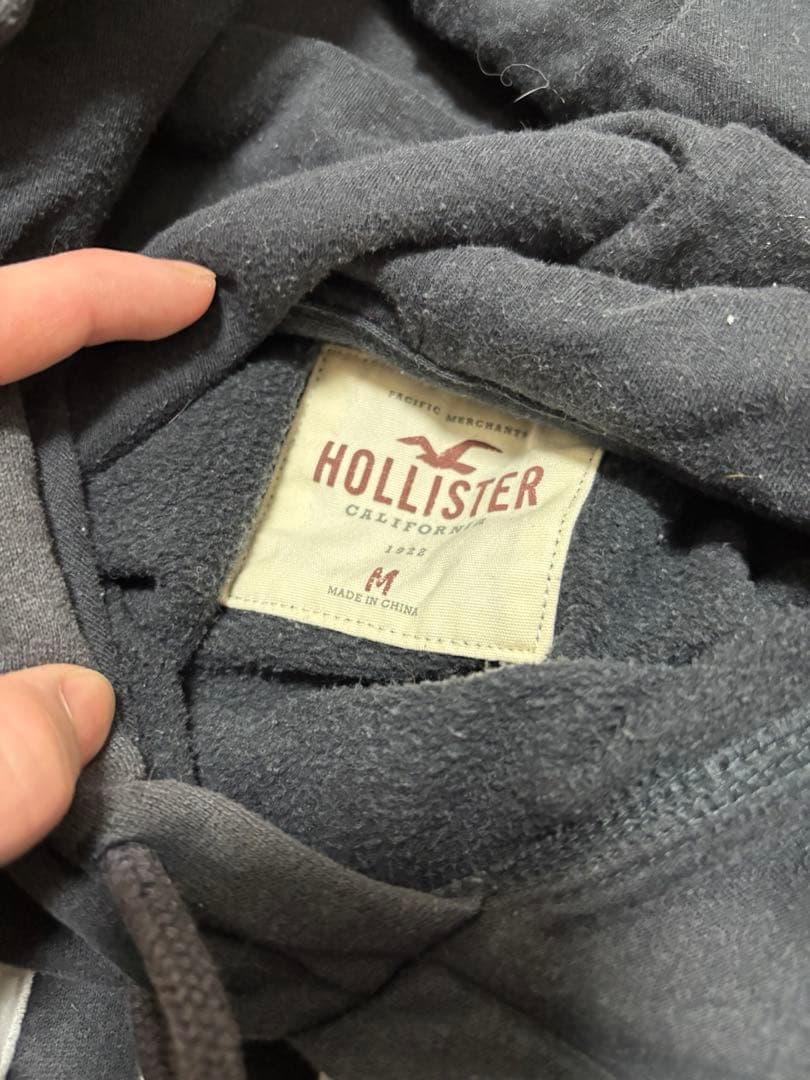 PACIFIC MERCHANTS
HOLLISTER
CALIFORNIA
1922
M
MADE IN CHINA